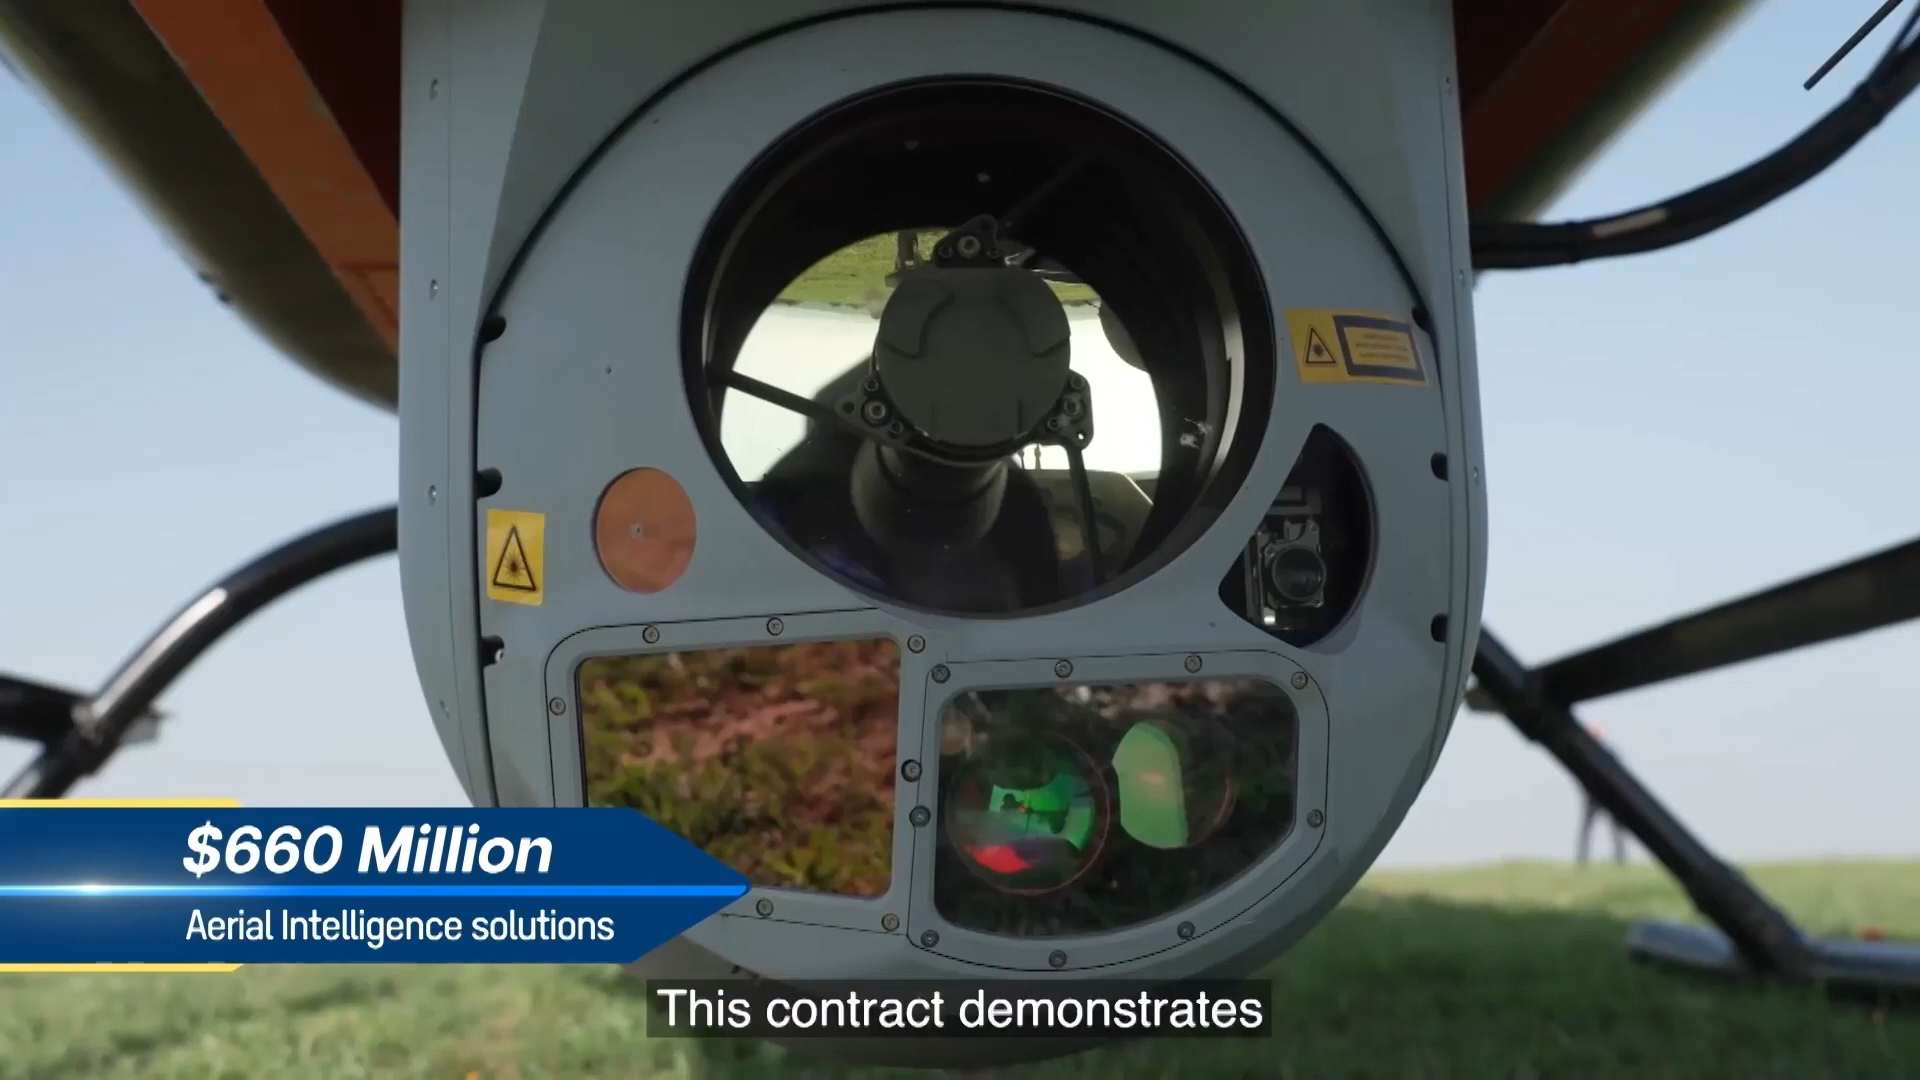 $660 Million
Aerial Intelligence solutions
This contract demonstrates